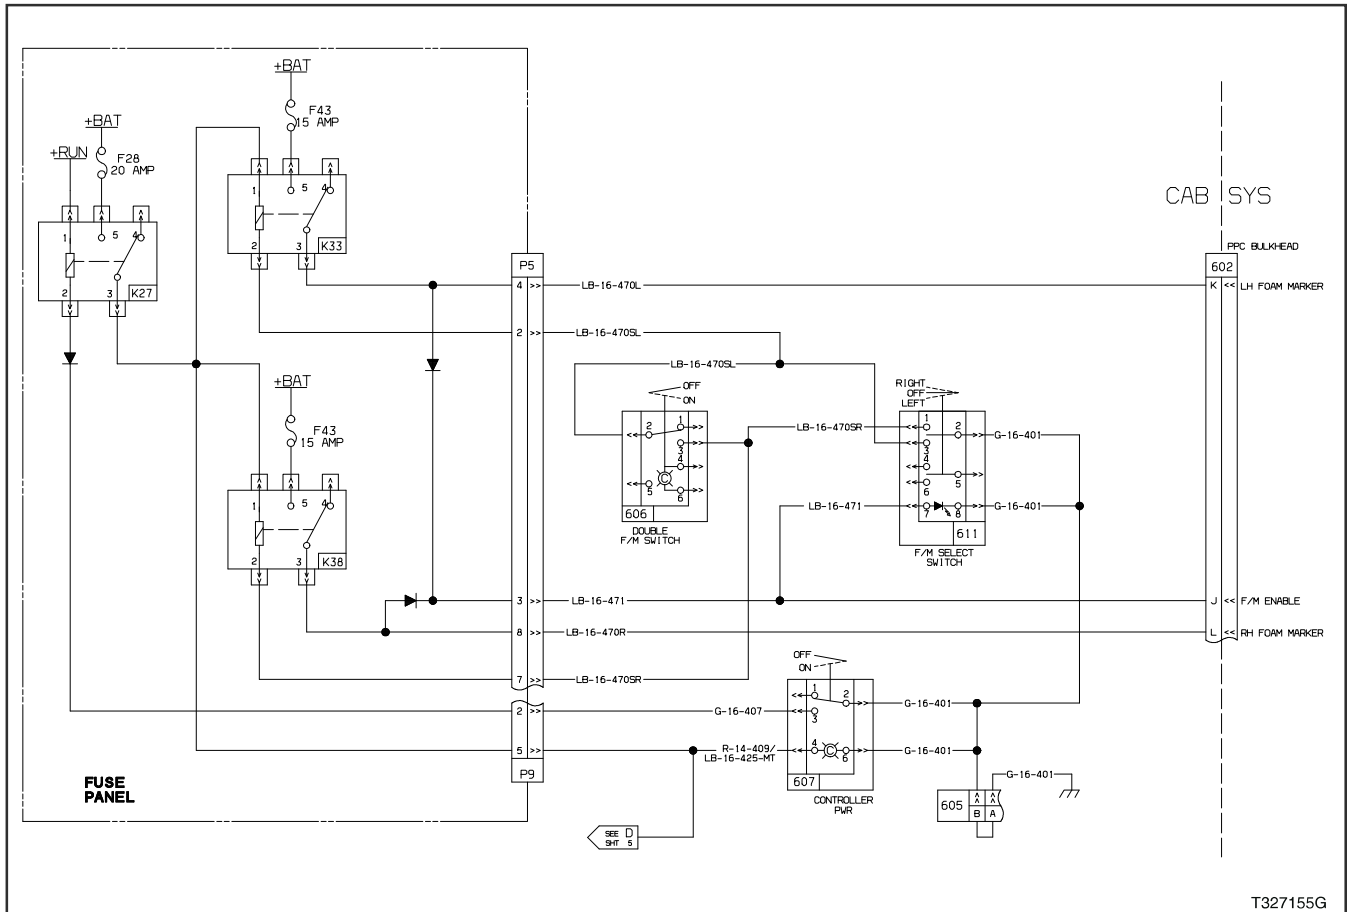 +BAT
F43
15 AMP
+BAT
+RUN
F28
20 AMP
1
5
4
2
3
K33
1
5
4
2
3
K27
CAB SYS
PPC BULKHEAD
P5
602
4 >> LB-16-470L K << LH FOAM MARKER
2 >> LB-16-470SL
LB-16-470SL
+BAT
F43
15 AMP
OFF
ON
RIGHT
OFF
LEFT
2
1
3
4
5
6
606
DOUBLE
F/M SWITCH
LB-16-470SR
1
2
G-16-401
3
4
5
6
LB-16-471
7
8
G-16-401
611
F/M SELECT
SWITCH
1
5
4
2
3
K38
3 >> LB-16-471 J << F/M ENABLE
8 >> LB-16-470R L << RH FOAM MARKER
7 >> LB-16-470SR
OFF
ON
1
2
G-16-401
2 >> G-16-407
3
5 >> R-14-409/
LB-16-425-MT
4
C
6
G-16-401
P9
607
CONTROLLER
PWR
G-16-401
605
B A
FUSE
PANEL
SEE D
SHT 5
T327155G